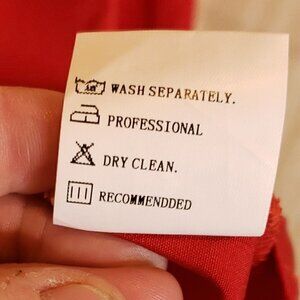 WASH SEPARATELY.
PROFESSIONAL
DRY CLEAN.
RECOMMENDDED